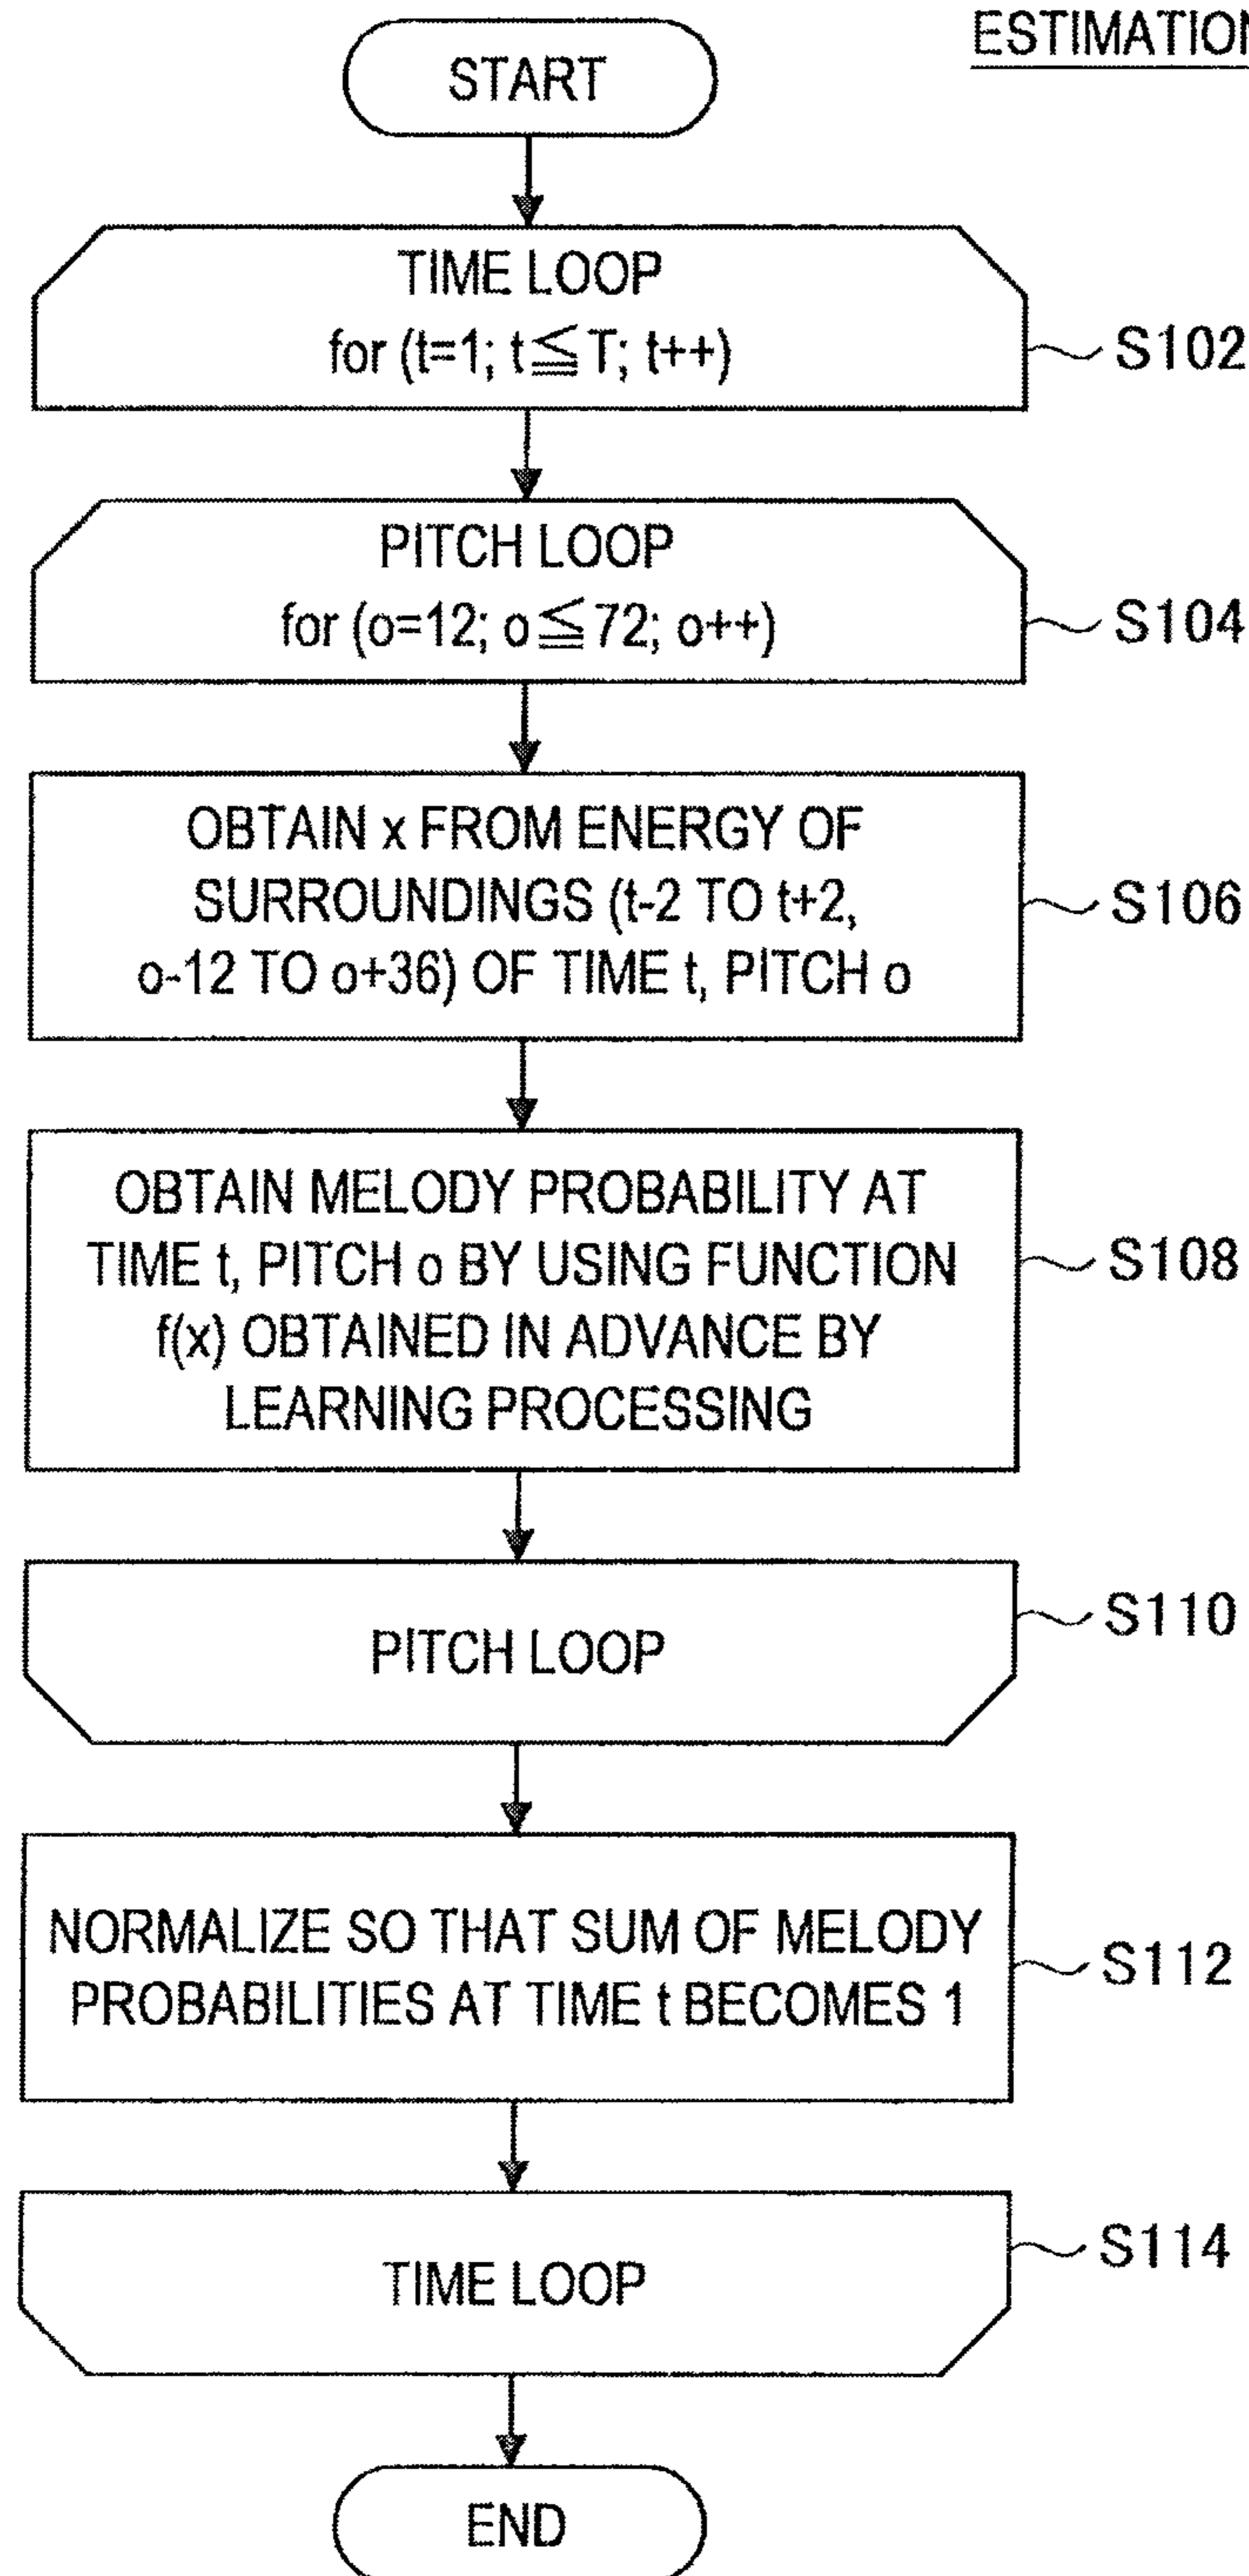 START
TIME LOOP
for (t=1; t≦T; t++)
S102
PITCH LOOP
for (o=12; o≦72; o++)
S104
OBTAIN x FROM ENERGY OF
SURROUNDINGS (t-2 TO t+2,
o-12 TO o+36) OF TIME t, PITCH o
S106
OBTAIN MELODY PROBABILITY AT
TIME t, PITCH o BY USING FUNCTION
f(x) OBTAINED IN ADVANCE BY
LEARNING PROCESSING
S108
PITCH LOOP
S110
NORMALIZE SO THAT SUM OF MELODY
PROBABILITIES AT TIME t BECOMES 1
S112
TIME LOOP
S114
END